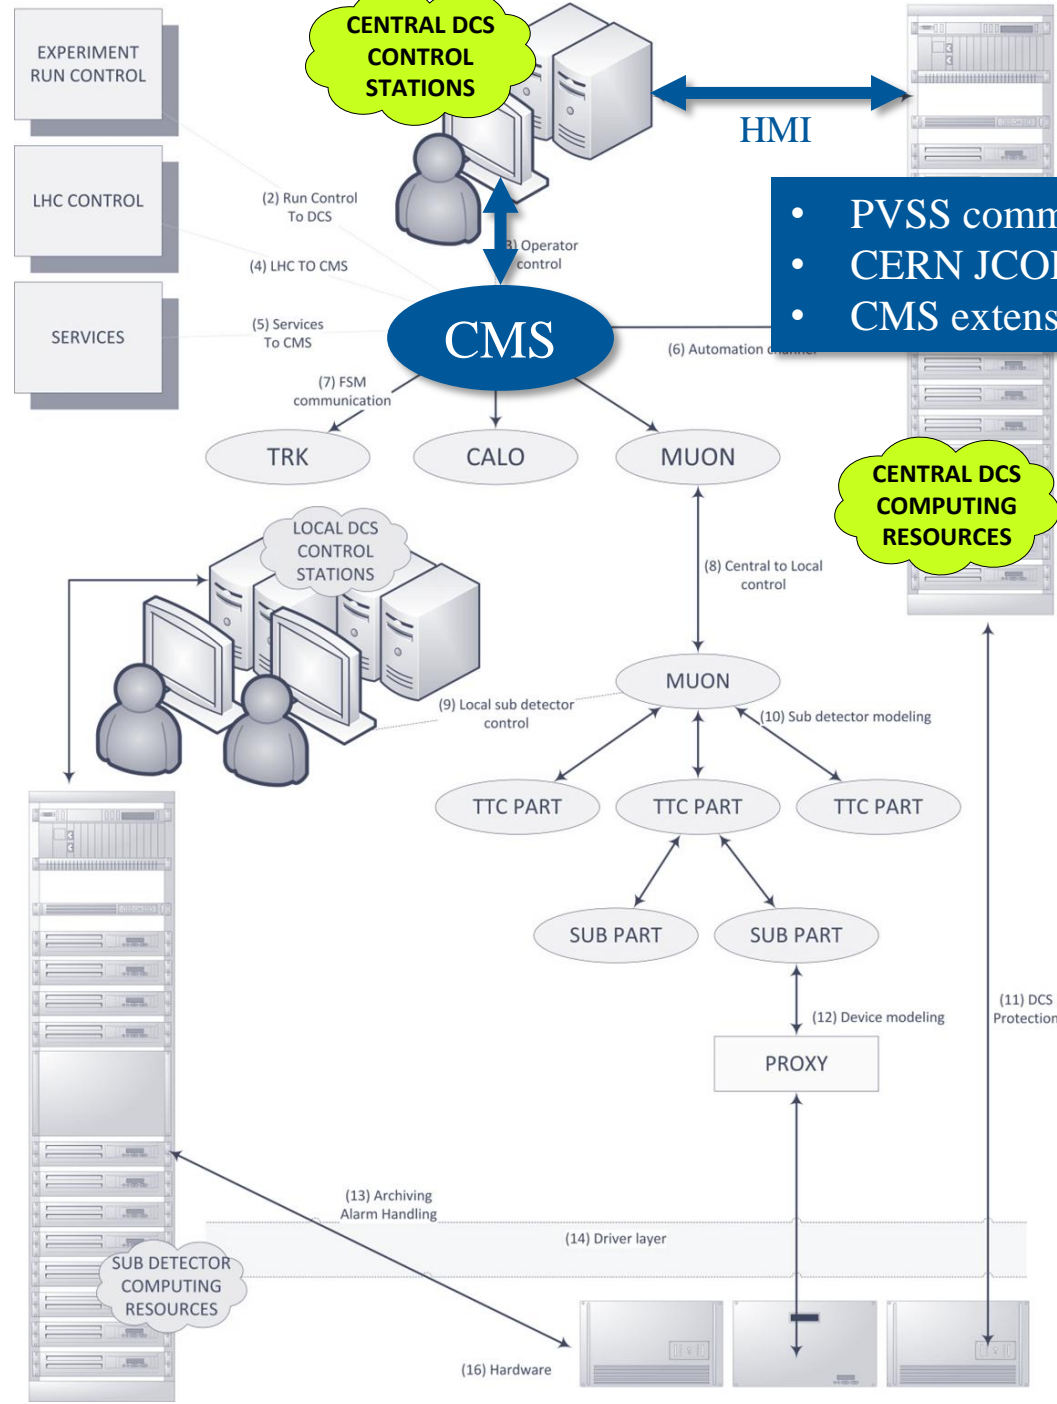 CENTRAL DCS
CONTROL
STATIONS
EXPERIMENT
RUN CONTROL
HMI
LHC CONTROL
(2) Run Control
To DCS
• PVSS comm
• CERN JCO
• CMS extens
3) Operator
control
(4) LHC TO CMS
SERVICES
(5) Services
To CMS
CMS
(6) Automation channel
(7) FSM
communication
TRK
CALO
MUON
CENTRAL DCS
COMPUTING
RESOURCES
LOCAL DCS
CONTROL
STATIONS
(8) Central to Local
control
MUON
(9) Local sub detector
control
(10) Sub detector modeling
TTC PART
TTC PART
TTC PART
SUB PART
SUB PART
(11) DCS
Protection
(12) Device modeling
PROXY
(13) Archiving
Alarm Handling
(14) Driver layer
SUB DETECTOR
COMPUTING
RESOURCES
(16) Hardware